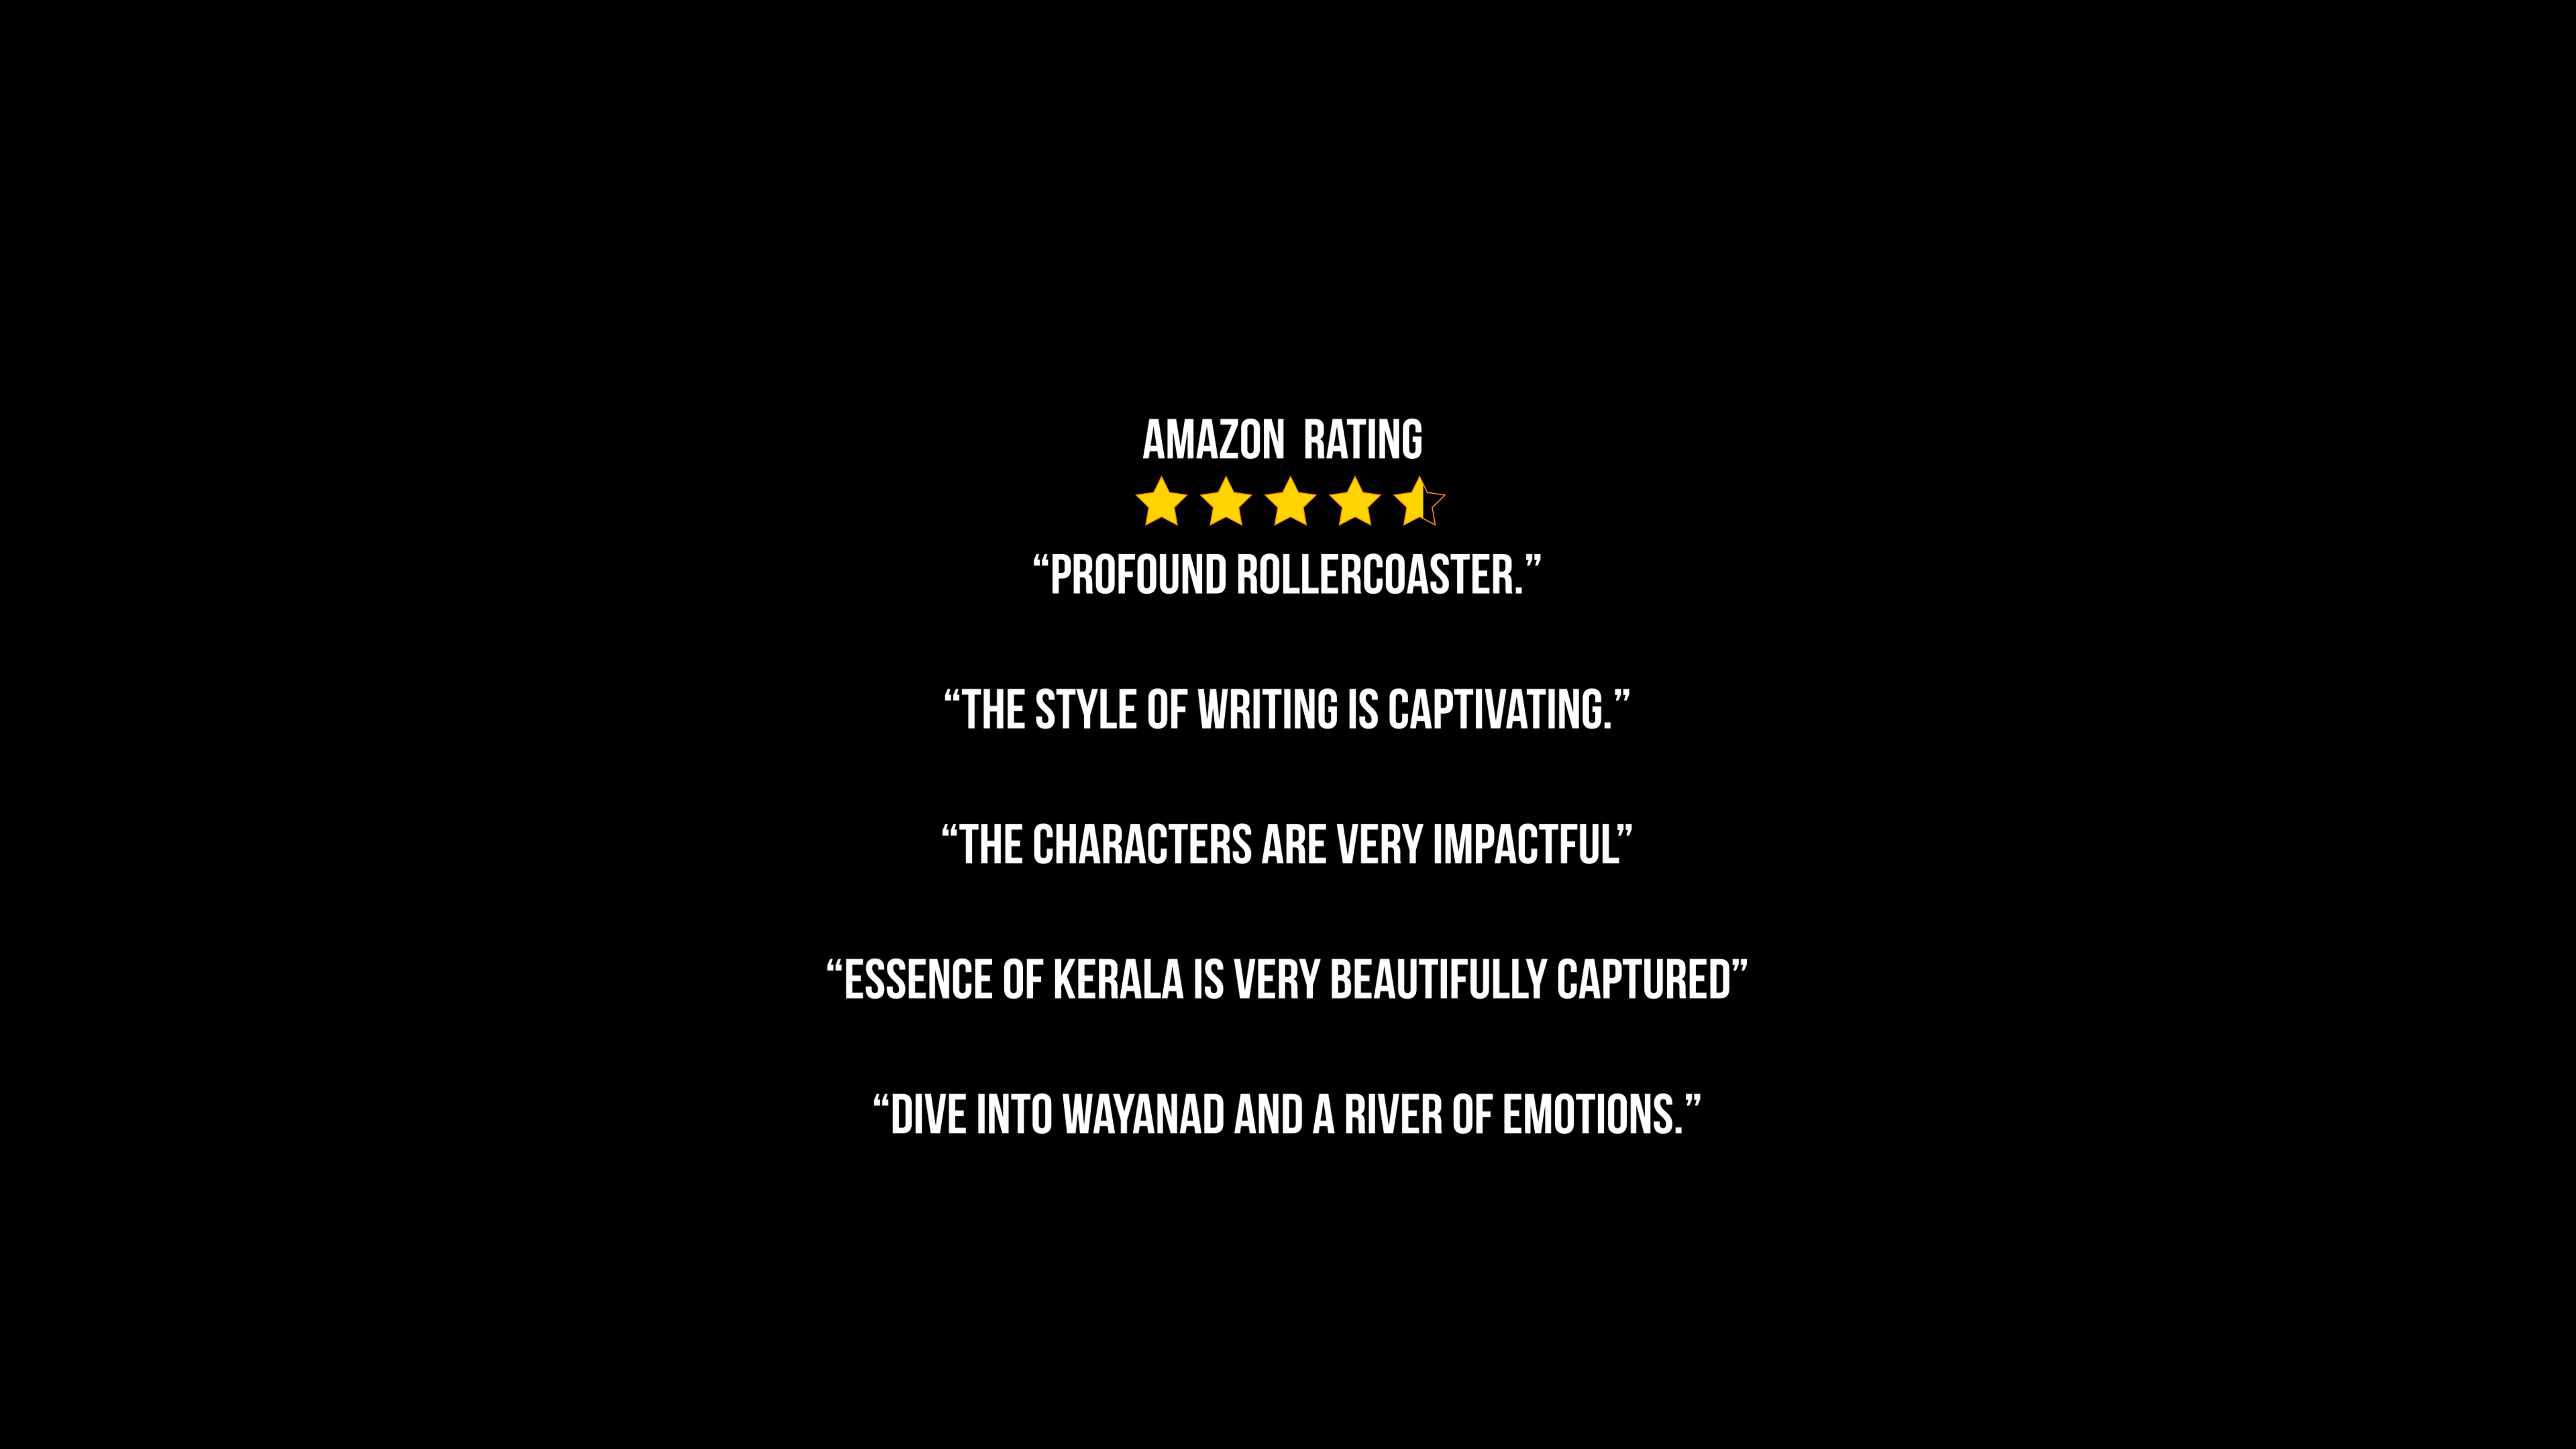 AMAZON RATING
“PROFOUND ROLLERCOASTER.”
“THE STYLE OF WRITING IS CAPTIVATING.”
“THE CHARACTERS ARE VERY IMPACTFUL”
“ESSENCE OF KERALA IS VERY BEAUTIFULLY CAPTURED”
“DIVE INTO WAYANAD AND A RIVER OF EMOTIONS.”